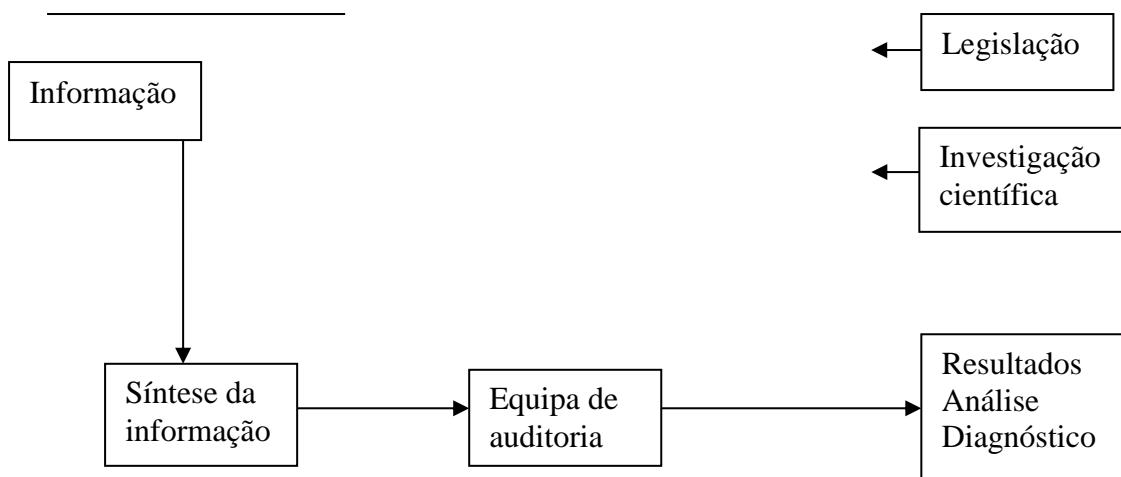 Legislação
Informação
Investigação
científica
Síntese da
informação
Equipa de
auditoria
Resultados
Análise
Diagnóstico